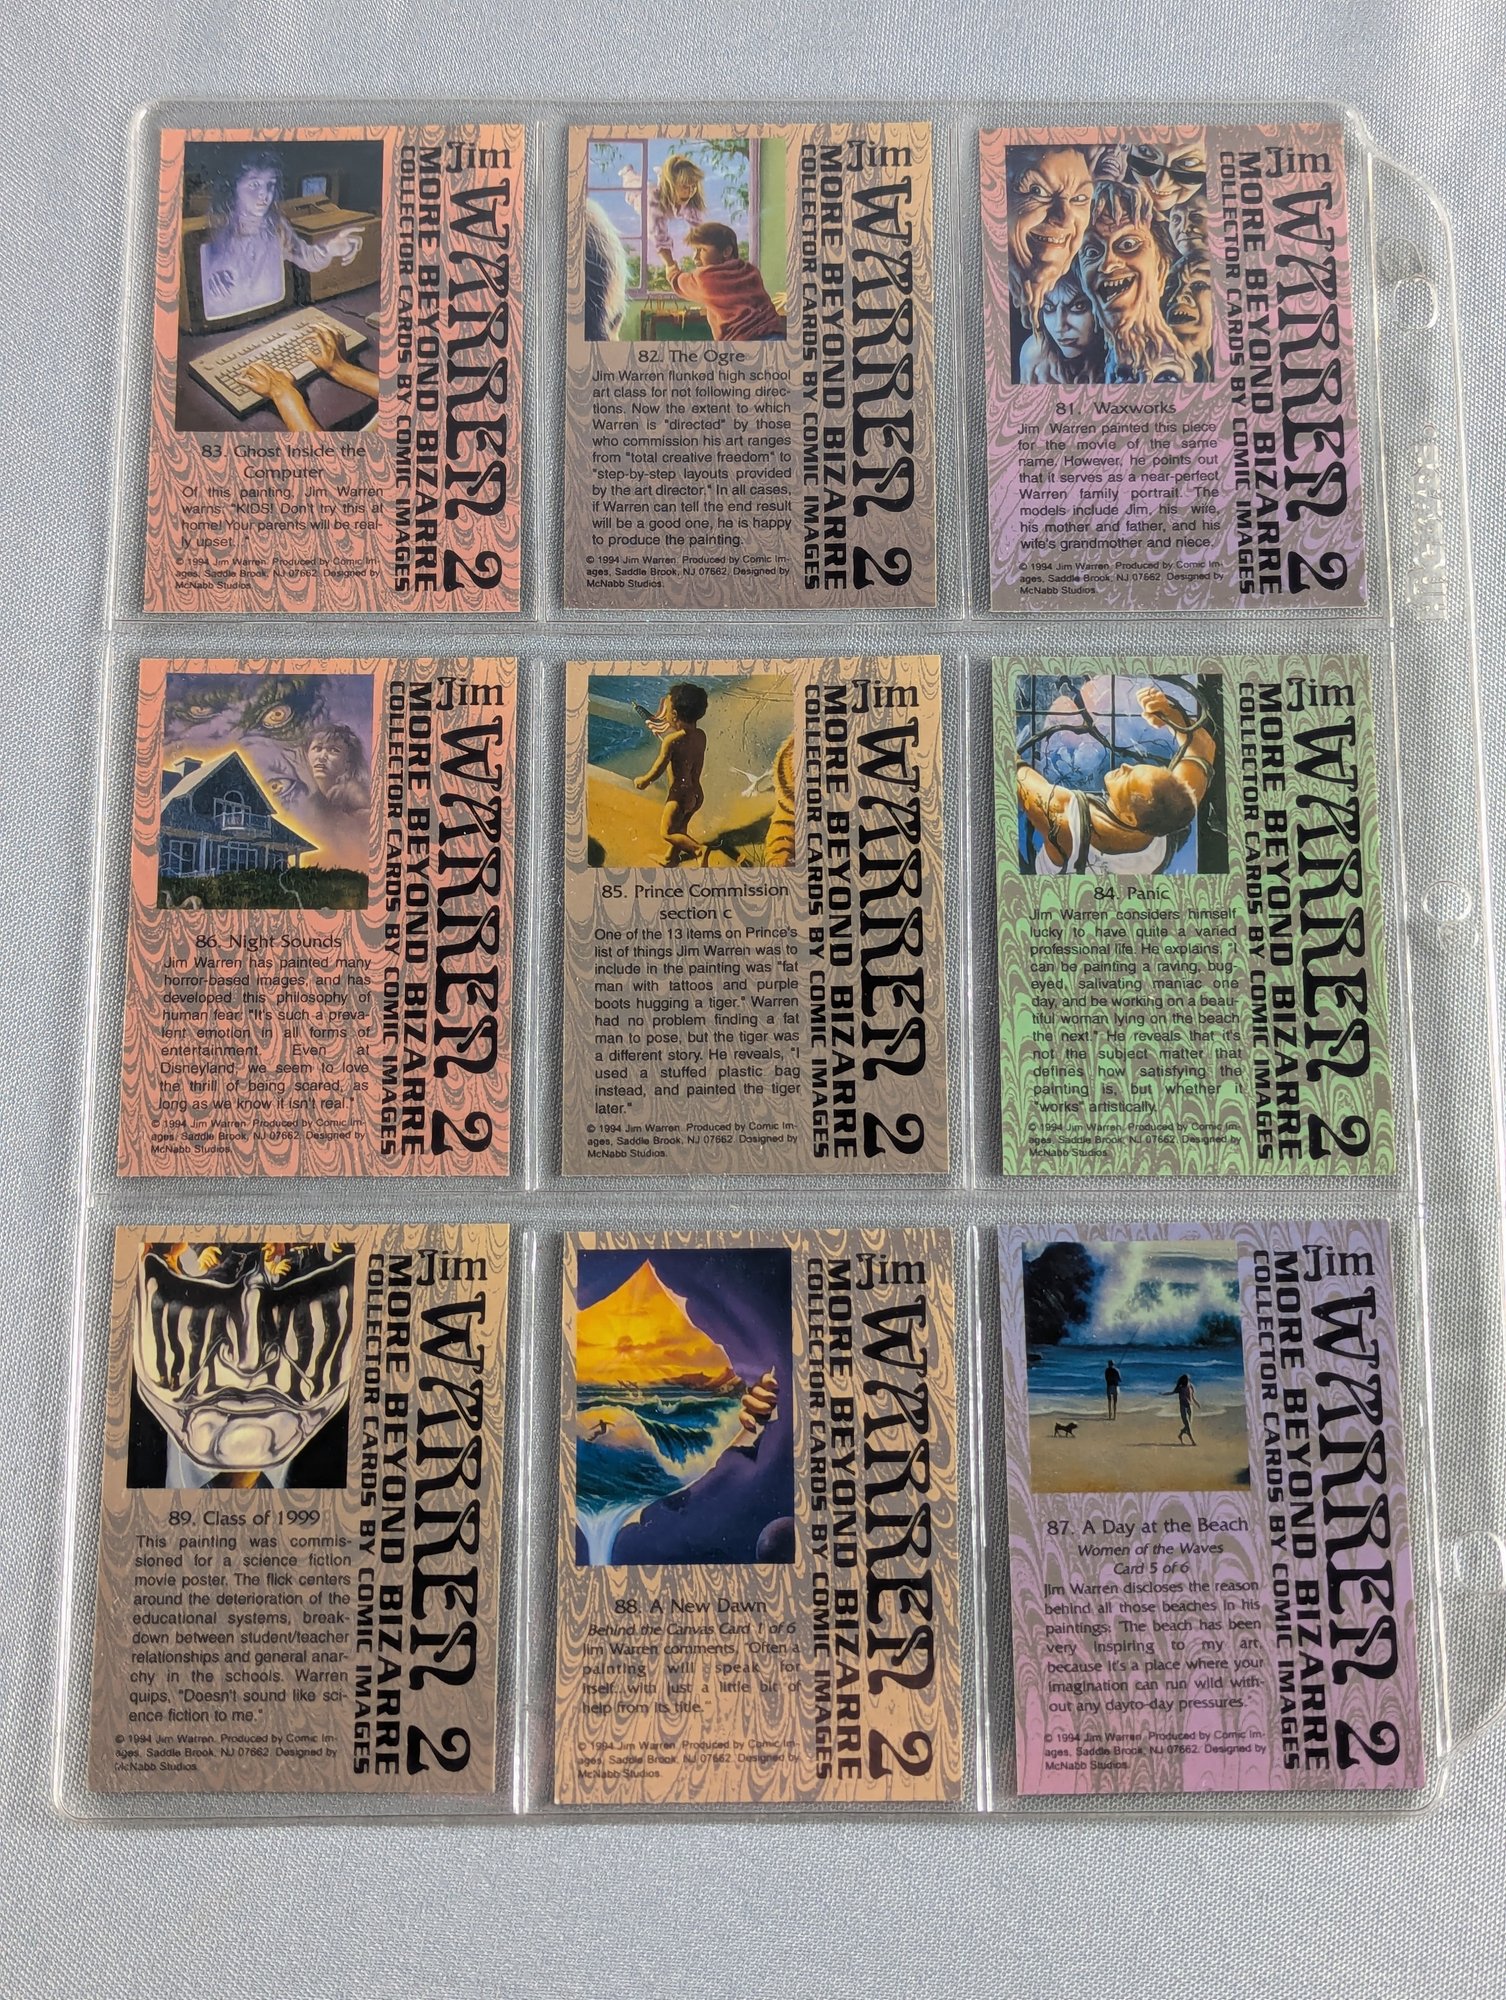 Jim
WARREN 2
MORE BEYOND BIZARRE
COLLECTOR CARDS BY COMIC IMAGES
83. Ghost Inside the
Computer
Of this painting, Jim Warren
warns: "KIDS! Don't try this at
home! Your parents will be real-
ly upset..."
© 1994 Jim Warren. Produced by Comic Im-
ages, Saddle Brook, NJ 07662. Designed by
McNabb Studios.
Jim
WARREN 2
MORE BEYOND BIZARRE
COLLECTOR CARDS BY COMIC IMAGES
82. The Ogre
Jim Warren flunked high school
art class for not following direc-
tions. Now the extent to which
Warren is "directed" by those
who commission his art ranges
from "total creative freedom" to
"step-by-step layouts provided
by the art director." In all cases,
if Warren can tell the end result
will be a good one, he is happy
to produce the painting.
© 1994 Jim Warren. Produced by Comic Im-
ages, Saddle Brook, NJ 07662. Designed by
McNabb Studios.
Jim
WARREN 2
MORE BEYOND BIZARRE
COLLECTOR CARDS BY COMIC IMAGES
81. Waxworks
Jim Warren painted this piece
for the movie of the same
name. However, he points out
that it serves as a near-perfect
Warren family portrait. The
models include Jim, his wife,
his mother and father, and his
wife's grandmother and niece.
© 1994 Jim Warren. Produced by Comic Im-
ages, Saddle Brook, NJ 07662. Designed by
McNabb Studios.
Jim
WARREN 2
MORE BEYOND BIZARRE
COLLECTOR CARDS BY COMIC IMAGES
86. Night Sounds
Jim Warren has painted many
horror-based images, and has
developed this philosophy of
human fear: "It's such a preva-
lent emotion in all forms of
entertainment. Even at
Disneyland, we seem to love
the thrill of being scared, as
long as we know it isn't real."
© 1994 Jim Warren. Produced by Comic Im-
ages, Saddle Brook, NJ 07662. Designed by
McNabb Studios.
Jim
WARREN 2
MORE BEYOND BIZARRE
COLLECTOR CARDS BY COMIC IMAGES
85. Prince Commission
section c
One of the 13 items on Prince's
list of things Jim Warren was to
include in the painting was "fat
man with tattoos and purple
boots hugging a tiger." Warren
had no problem finding a fat
man to pose, but the tiger was
a different story. He reveals, "I
used a stuffed plastic bag
instead, and painted the tiger
later."
© 1994 Jim Warren. Produced by Comic Im-
ages, Saddle Brook, NJ 07662. Designed by
McNabb Studios.
Jim
WARREN 2
MORE BEYOND BIZARRE
COLLECTOR CARDS BY COMIC IMAGES
84. Panic
Jim Warren considers himself
lucky to have quite a varied
professional life. He explains, "I
can be painting a raving, bug-
eyed, salivating maniac one
day, and be working on a beau-
tiful woman lying on the beach
the next." He reveals that it's
not the subject matter that
defines how satisfying the
painting is, but whether it
"works" artistically.
© 1994 Jim Warren. Produced by Comic Im-
ages, Saddle Brook, NJ 07662. Designed by
McNabb Studios.
Jim
WARREN 2
MORE BEYOND BIZARRE
COLLECTOR CARDS BY COMIC IMAGES
89. Class of 1999
This painting was commis-
sioned for a science fiction
movie poster. The flick centers
around the deterioration of the
educational systems, break-
down between student/teacher
relationships and general anar-
chy in the schools. Warren
quips, "Doesn't sound like sci-
ence fiction to me."
© 1994 Jim Warren. Produced by Comic Im-
ages, Saddle Brook, NJ 07662. Designed by
McNabb Studios.
Jim
WARREN 2
MORE BEYOND BIZARRE
COLLECTOR CARDS BY COMIC IMAGES
88. A New Dawn
Behind the Canvas Card 1 of 6
Jim Warren comments, "Often a
painting will speak for
itself...with just a little bit of
help from its title."
© 1994 Jim Warren. Produced by Comic Im-
ages, Saddle Brook, NJ 07662. Designed by
McNabb Studios.
Jim
WARREN 2
MORE BEYOND BIZARRE
COLLECTOR CARDS BY COMIC IMAGES
87. A Day at the Beach
Women of the Waves
Card 5 of 6
Jim Warren discloses the reason
behind all those beaches in his
paintings: "The beach has been
very inspiring to my art,
because it's a place where your
imagination can run wild with-
out any dayto-day pressures."
© 1994 Jim Warren. Produced by Comic Im-
ages, Saddle Brook, NJ 07662. Designed by
McNabb Studios.